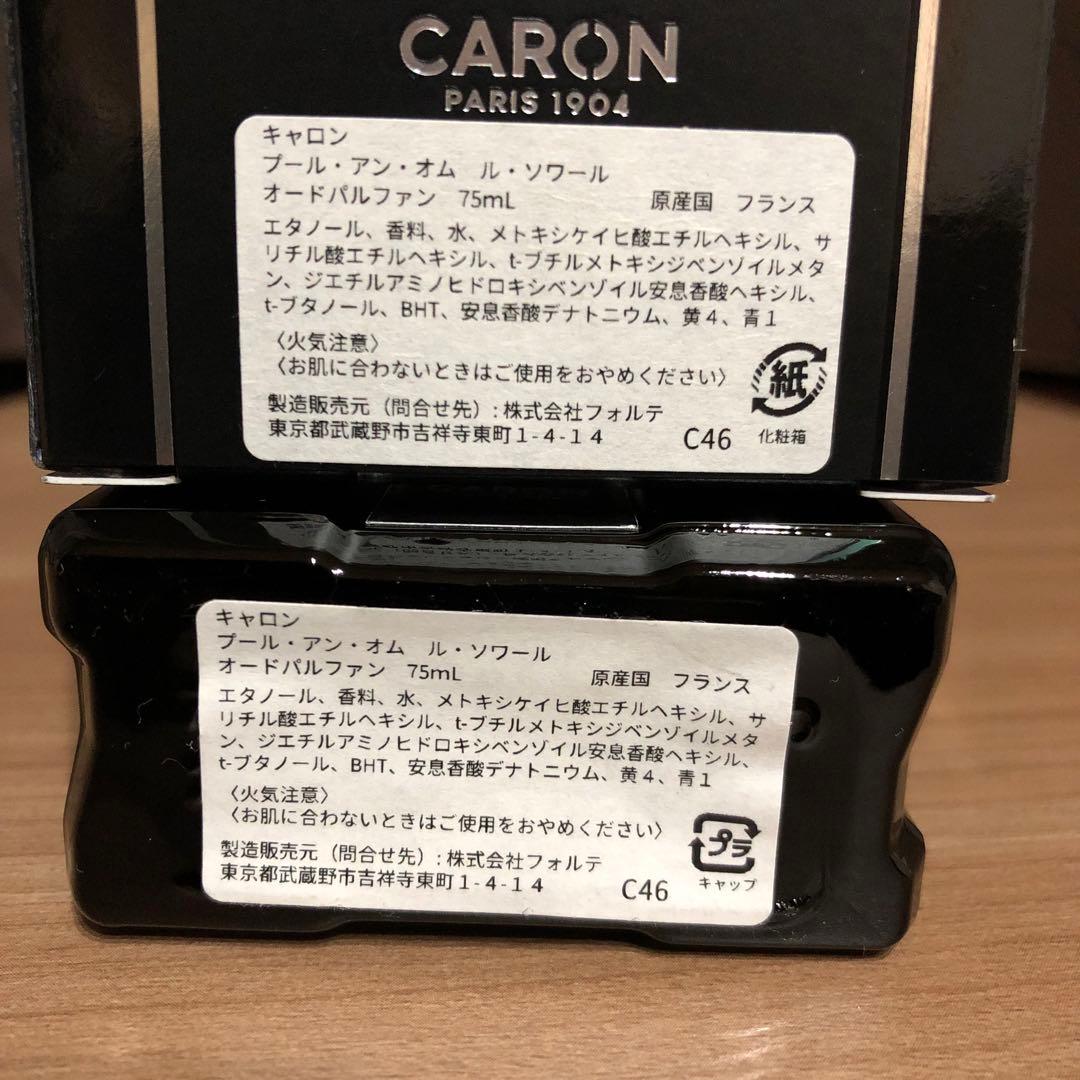 CARON
PARIS 1904
キャロン
プール・アン・オム　ル・ソワール
オードパルファン　75mL　原産国　フランス
エタノール、香料、水、メトキシケイヒ酸エチルヘキシル、サ
リチル酸エチルヘキシル、t-ブチルメトキシジベンゾイルメタ
ン、ジエチルアミノヒドロキシベンゾイル安息香酸ヘキシル、
t-ブタノール、BHT、安息香酸デナトニウム、黄4、青1
〈火気注意〉
〈お肌に合わないときはご使用をおやめください〉
紙
製造販売元（問合せ先）: 株式会社フォルテ
東京都武蔵野市吉祥寺東町1-4-14　C46　化粧箱
キャロン
プール・アン・オム　ル・ソワール
オードパルファン　75mL　原産国　フランス
エタノール、香料、水、メトキシケイヒ酸エチルヘキシル、サ
リチル酸エチルヘキシル、t-ブチルメトキシジベンゾイルメタ
ン、ジエチルアミノヒドロキシベンゾイル安息香酸ヘキシル、
t-ブタノール、BHT、安息香酸デナトニウム、黄4、青1
〈火気注意〉
〈お肌に合わないときはご使用をおやめください〉
プラ
製造販売元（問合せ先）: 株式会社フォルテ
東京都武蔵野市吉祥寺東町1-4-14　C46　キャップ